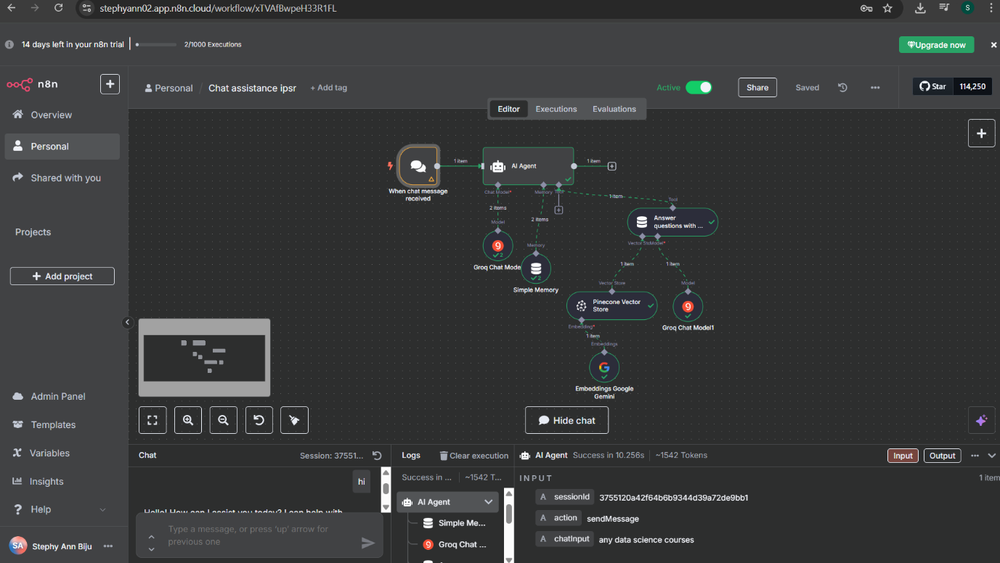 stephyann02.app.n8n.cloud/workflow/xTVAfBwpeH33R1FL
S
14 days left in your n8n trial
2/1000 Executions
Upgrade now
n8n
Personal / Chat assistance ipsr + Add tag
Active
Share
Saved
Star 114,250
Editor Executions Evaluations
Overview
Personal
Shared with you
Projects
Add project
Admin Panel
Templates
Variables
Insights
Help
SA Stephy Ann Biju
When chat message
received
1 item
AI Agent
1 item
Chat Model*
Memory
Tool
2 items
2 items
1 item
Model
Memory
Tool
Groq Chat Mode
2
Simple Memory
2
Answer
questions with ...
Vector Sto
Model*
1 item
1 item
Vector Store
Model
Pinecone Vector
Store
Groq Chat Model1
Embedding*
1 item
Embeddings
Embeddings Google
Gemini
Hide chat
Chat
Session: 37551...
hi
Hello! How can I assist you today? I can help with
Type a message, or press 'up' arrow for
previous one
Logs
Clear execution
Success in ...
~1542 T...
AI Agent
Simple Me...
Groq Chat ...
AI Agent Success in 10.256s ~1542 Tokens
Input
Output
INPUT
1 item
A sessionId 3755120a42f64b6b9344d39a72de9bb1
A action sendMessage
A chatInput any data science courses